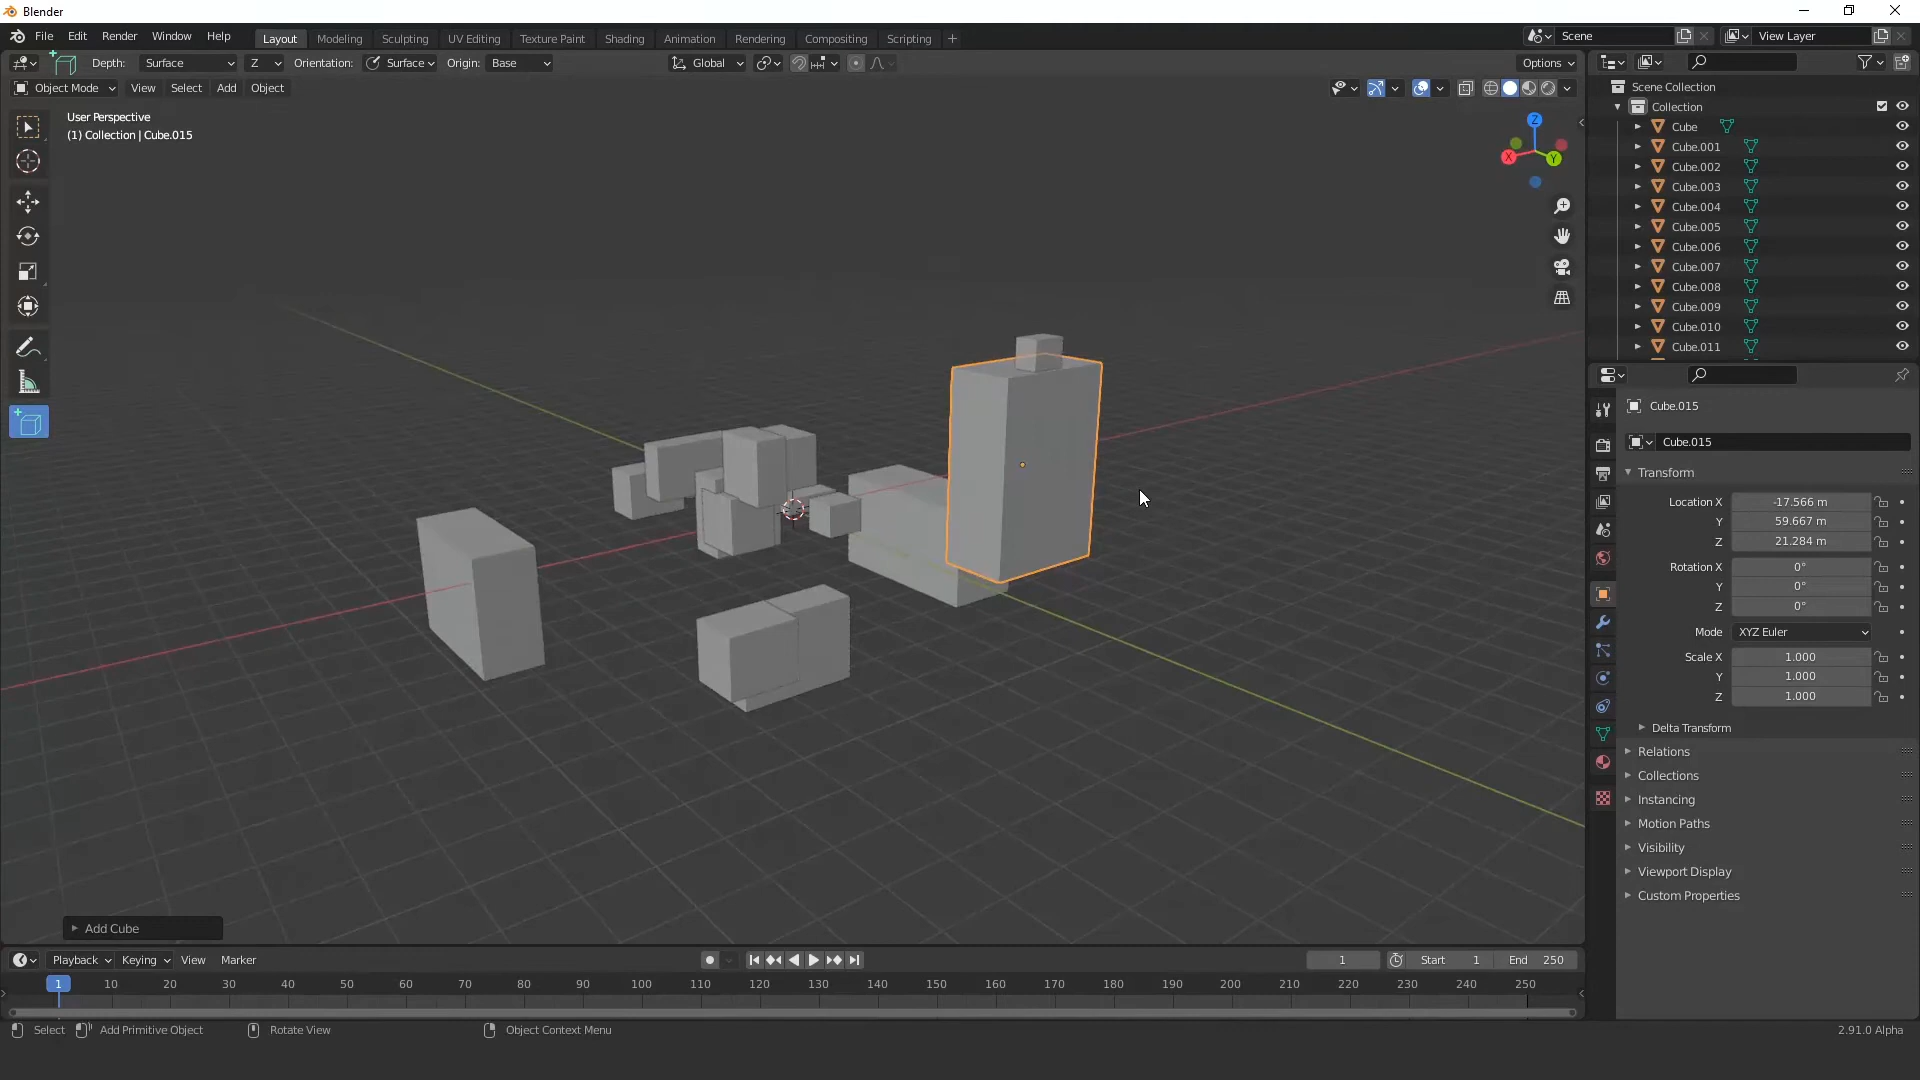 Blender
File Edit Render Window Help Layout Modeling Sculpting UV Editing Texture Paint Shading Animation Rendering Compositing Scripting + Scene View Layer
Depth: Surface Z Orientation: Surface Origin: Base Global Options
Object Mode View Select Add Object
User Perspective
(1) Collection | Cube.015
Z
X
Y
Scene Collection
Collection
Cube
Cube.001
Cube.002
Cube.003
Cube.004
Cube.005
Cube.006
Cube.007
Cube.008
Cube.009
Cube.010
Cube.011
Cube.015
Cube.015
Transform
Location X -17.566 m
Y 59.667 m
Z 21.284 m
Rotation X 0°
Y 0°
Z 0°
Mode XYZ Euler
Scale X 1.000
Y 1.000
Z 1.000
Delta Transform
Relations
Collections
Instancing
Motion Paths
Visibility
Viewport Display
Custom Properties
Add Cube
Playback Keying View Marker 1 Start 1 End 250
1 10 20 30 40 50 60 70 80 90 100 110 120 130 140 150 160 170 180 190 200 210 220 230 240 250
Select Add Primitive Object Rotate View Object Context Menu 2.91.0 Alpha